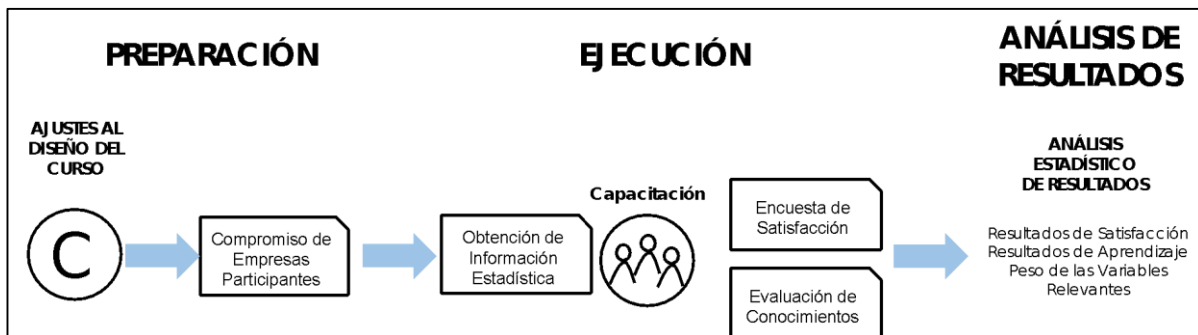 PREPARACIÓN
EJECUCIÓN
ANÁLISIS DE
RESULTADOS
AJUSTES AL
DISEÑO DEL
CURSO
C
Compromiso de
Empresas
Participantes
Obtención de
Información
Estadística
Capacitación
Encuesta de
Satisfacción
Evaluación de
Conocimientos
ANÁLISIS
ESTADÍSTICO
DE RESULTADOS
Resultados de Satisfacción
Resultados de Aprendizaje
Peso de las Variables
Relevantes